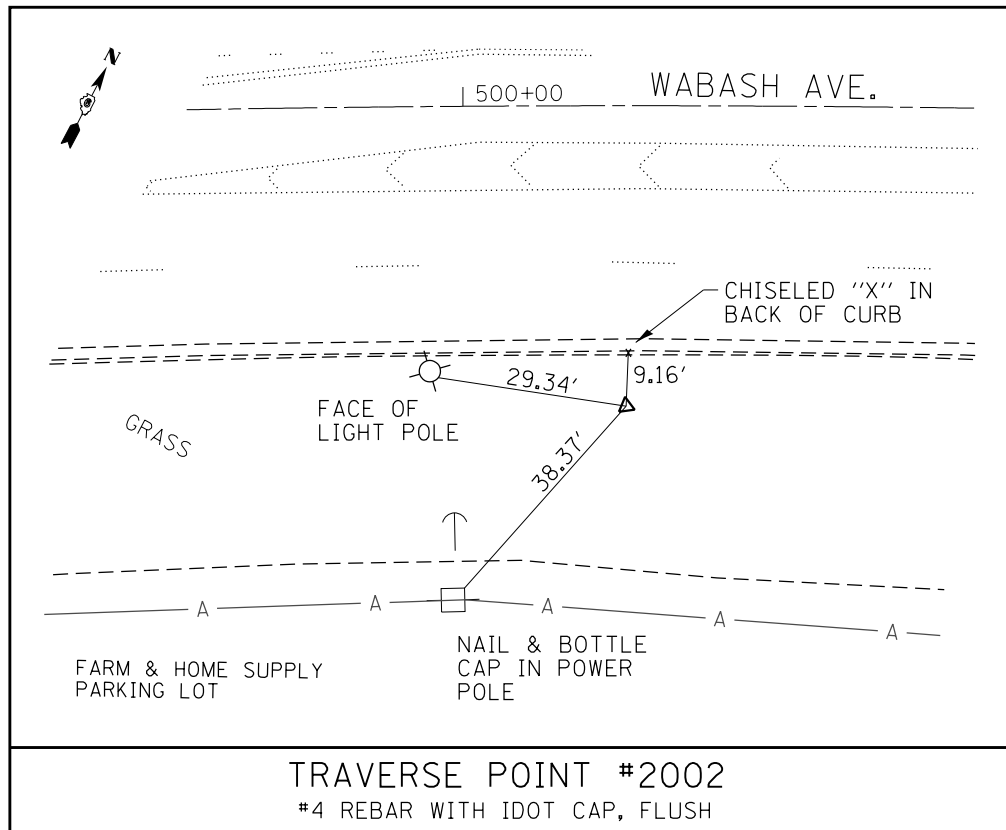 N
500+00
WABASH AVE.
CHISELED ''X'' IN
BACK OF CURB
29.34'
9.16'
FACE OF
LIGHT POLE
GRASS
38.37'
A
A
A
A
A
NAIL & BOTTLE
CAP IN POWER
POLE
FARM & HOME SUPPLY
PARKING LOT
TRAVERSE POINT #2002
#4 REBAR WITH IDOT CAP, FLUSH